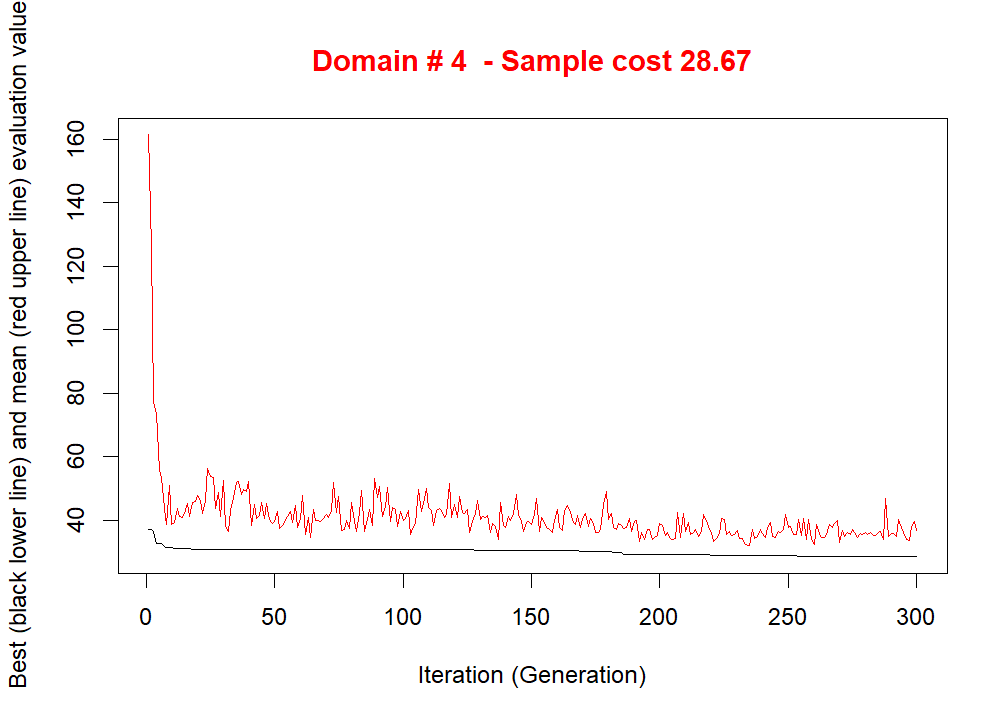 Domain # 4  - Sample cost 28.67
Best (black lower line) and mean (red upper line) evaluation value
160
140
120
100
80
60
40
0 50 100 150 200 250 300
Iteration (Generation)